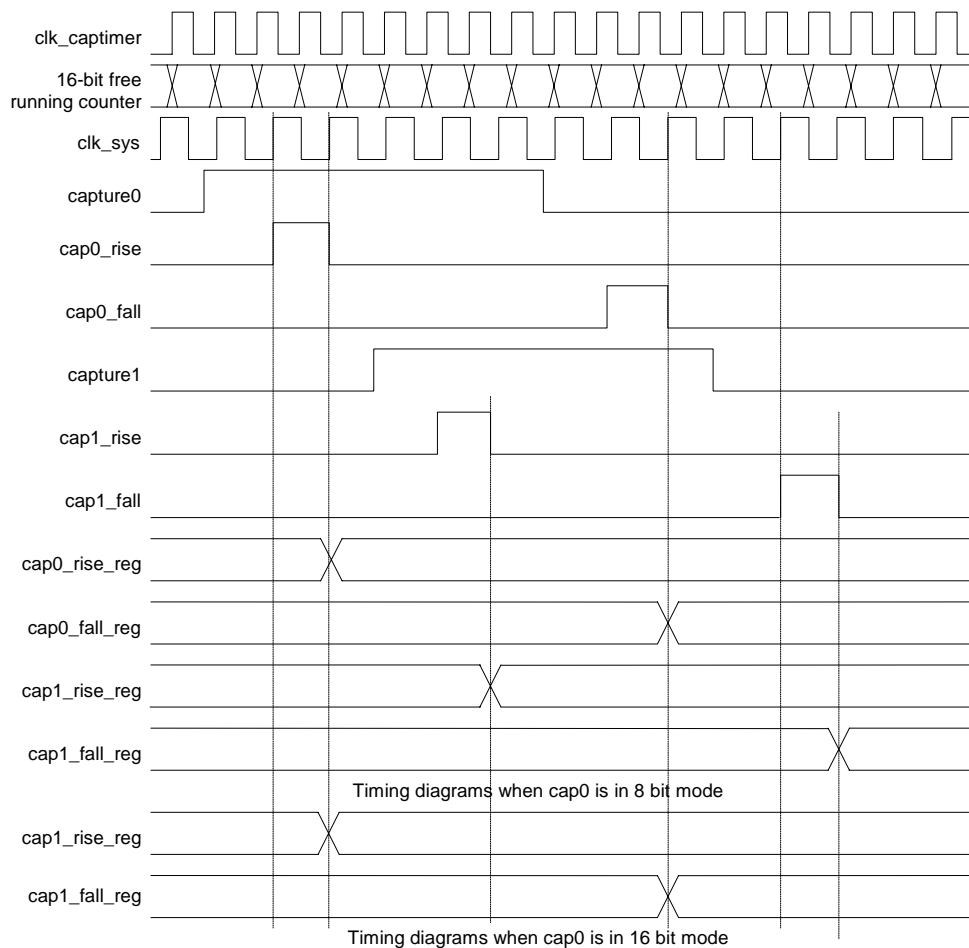 clk_captimer
16-bit free
running counter
clk_sys
capture0
cap0_rise
cap0_fall
capture1
cap1_rise
cap1_fall
cap0_rise_reg
cap0_fall_reg
cap1_rise_reg
cap1_fall_reg
Timing diagrams when cap0 is in 8 bit mode
cap1_rise_reg
cap1_fall_reg
Timing diagrams when cap0 is in 16 bit mode